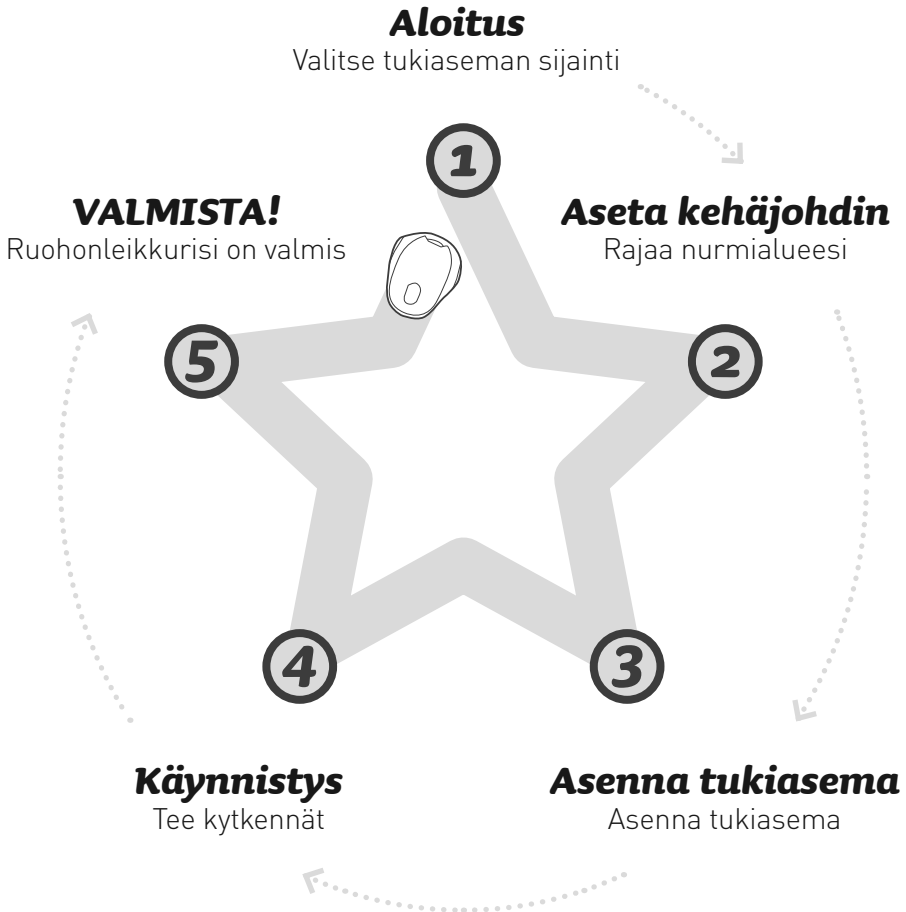 Aloitus
Valitse tukiaseman sijainti
1
Aseta kehäjohdin
Rajaa nurmialueesi
2
Asenna tukiasema
Asenna tukiasema
3
Käynnistys
Tee kytkennät
4
VALMISTA!
Ruohonleikkurisi on valmis
5